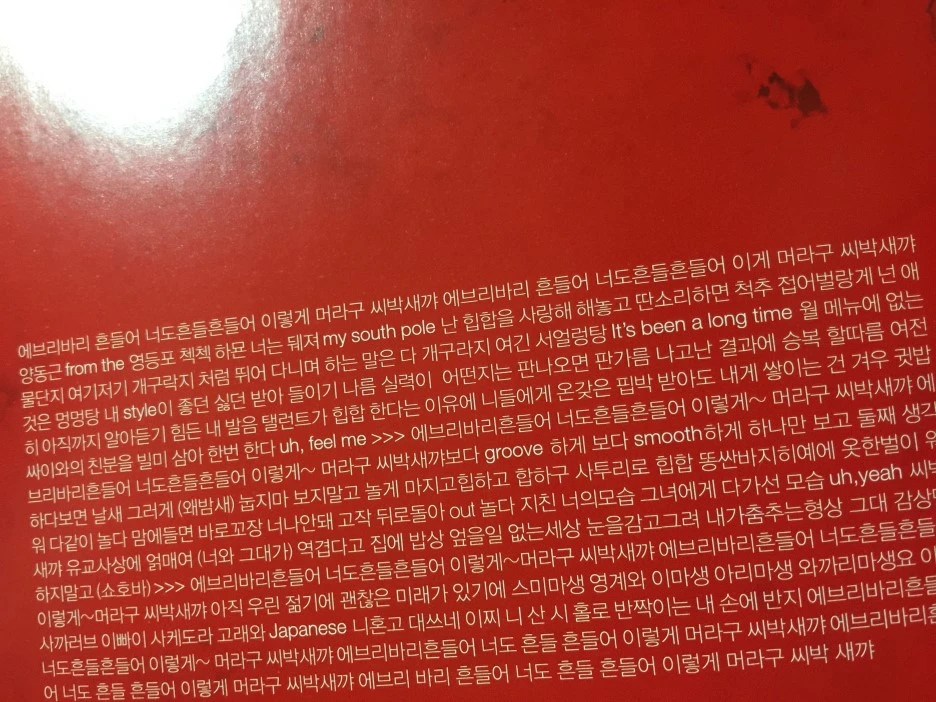 에브리바리 흔들어 너도흔들흔들어 이렇게 머라구 씨박새꺄 에브리바리 흔들어 너도흔들흔들어 이게 머라구 씨박새꺄
양동근 from the 영등포 첵첵 하몬 너는 뒈져 my south pole 난 힙합을 사랑해 해놓고 딴소리하면 척추 접어벌랑게 넌 애
물단지 여기저기 개구락지 처럼 뛰어 다니며 하는 말은 다 개구라지 여긴 서얼렁탕 It's been a long time 월 메뉴에 없는
것은 멍멍탕 내 style이 좋던 싫던 받아 들이기 나름 실력이 어떤지는 판나오면 판가름 나고난 결과에 승복 할따름 여전
히 아직까지 알아듣기 힘든 내 발음 탤런트가 힙합 한다는 이유에 니들에게 온갖은 핍박 받아도 내게 쌓이는 건 겨우 귓밥
싸이와의 친분을 빌미 삼아 한번 한다 uh, feel me >>> 에브리바리흔들어 너도흔들흔들어 이렇게~ 머라구 씨박새꺄 에
브리바리흔들어 너도흔들흔들어 이렇게~ 머라구 씨박새꺄보다 groove 하게 보다 smooth하게 하나만 보고 둘째 생각
하다보면 날새 그러게 (왜밤새) 눕지마 보지말고 놀게 마지고힙하고 합하구 사투리로 힙합 똥싼바지히예에 옷한벌이 위
워 다같이 놀다 맘에들면 바로꼬장 너나안돼 고작 뒤로돌아 out 놀다 지친 너의모습 그녀에게 다가선 모습 uh,yeah 씨박
새꺄 유교사상에 얽매여 (너와 그대가) 역겹다고 집에 밥상 엎을일 없는세상 눈을감고그려 내가춤추는형상 그대 감상
하지말고 (쇼호바) >>> 에브리바리흔들어 너도흔들흔들어 이렇게~머라구 씨박새꺄 에브리바리흔들어 너도흔들흔들
이렇게~머라구 씨박새꺄 아직 우린 젊기에 괜찮은 미래가 있기에 스미마생 영계와 이마생 아리마생 와까리마생요
사까러브 이빠이 사케도라 고래와 Japanese 니혼고 대쓰네 이찌 니 산 시 홀로 반짝이는 내 손에 반지 에브리바리흔들
너도흔들흔들어 이렇게~ 머라구 씨박새꺄 에브리바리흔들어 너도 흔들 흔들어 이렇게 머라구 씨박새꺄 에브리바리흔
어 너도 흔들 흔들어 이렇게 머라구 씨박새꺄 에브리 바리 흔들어 너도 흔들 흔들어 이렇게 머라구 씨박 새꺄